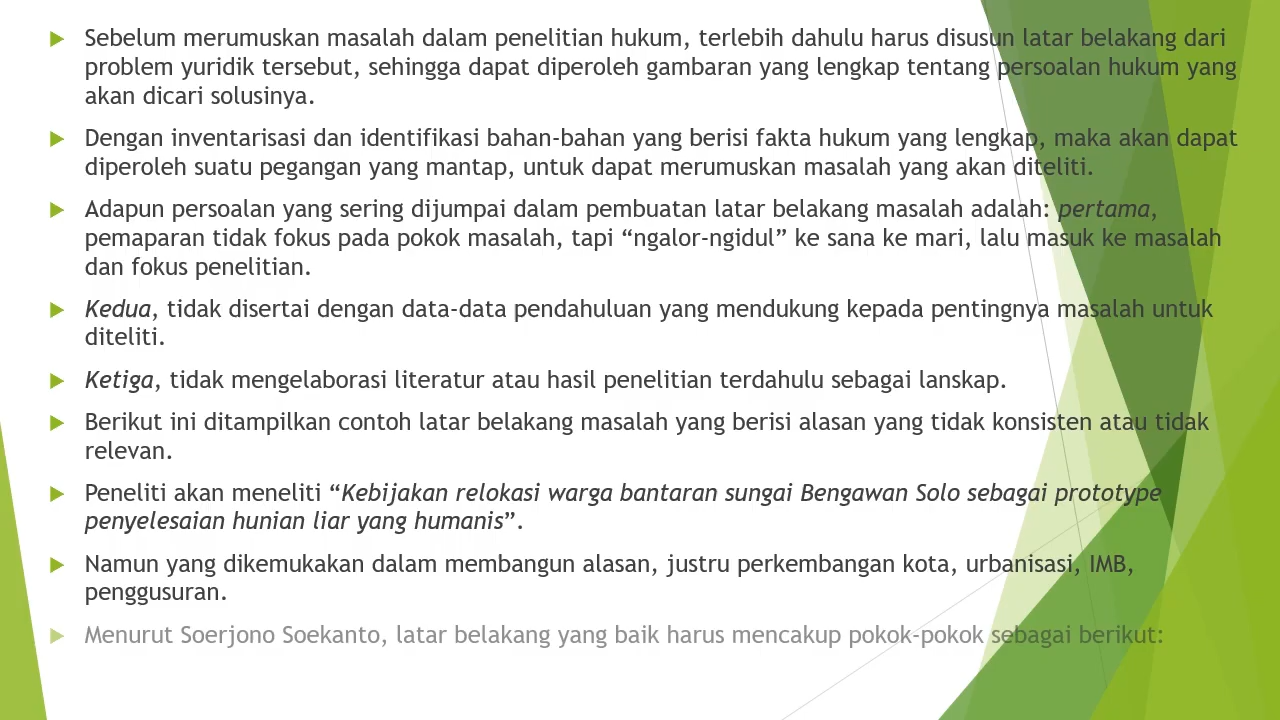 Sebelum merumuskan masalah dalam penelitian hukum, terlebih dahulu harus disusun latar belakang dari
problem yuridik tersebut, sehingga dapat diperoleh gambaran yang lengkap tentang persoalan hukum yang
akan dicari solusinya.
Dengan inventarisasi dan identifikasi bahan-bahan yang berisi fakta hukum yang lengkap, maka akan dapat
diperoleh suatu pegangan yang mantap, untuk dapat merumuskan masalah yang akan diteliti.
Adapun persoalan yang sering dijumpai dalam pembuatan latar belakang masalah adalah: pertama,
pemaparan tidak fokus pada pokok masalah, tapi “ngalor-ngidul” ke sana ke mari, lalu masuk ke masalah
dan fokus penelitian.
Kedua, tidak disertai dengan data-data pendahuluan yang mendukung kepada pentingnya masalah untuk
diteliti.
Ketiga, tidak mengelaborasi literatur atau hasil penelitian terdahulu sebagai lanskap.
Berikut ini ditampilkan contoh latar belakang masalah yang berisi alasan yang tidak konsisten atau tidak
relevan.
Peneliti akan meneliti “Kebijakan relokasi warga bantaran sungai Bengawan Solo sebagai prototype
penyelesaian hunian liar yang humanis”.
Namun yang dikemukakan dalam membangun alasan, justru perkembangan kota, urbanisasi, IMB,
penggusuran.
Menurut Soerjono Soekanto, latar belakang yang baik harus mencakup pokok-pokok sebagai berikut: